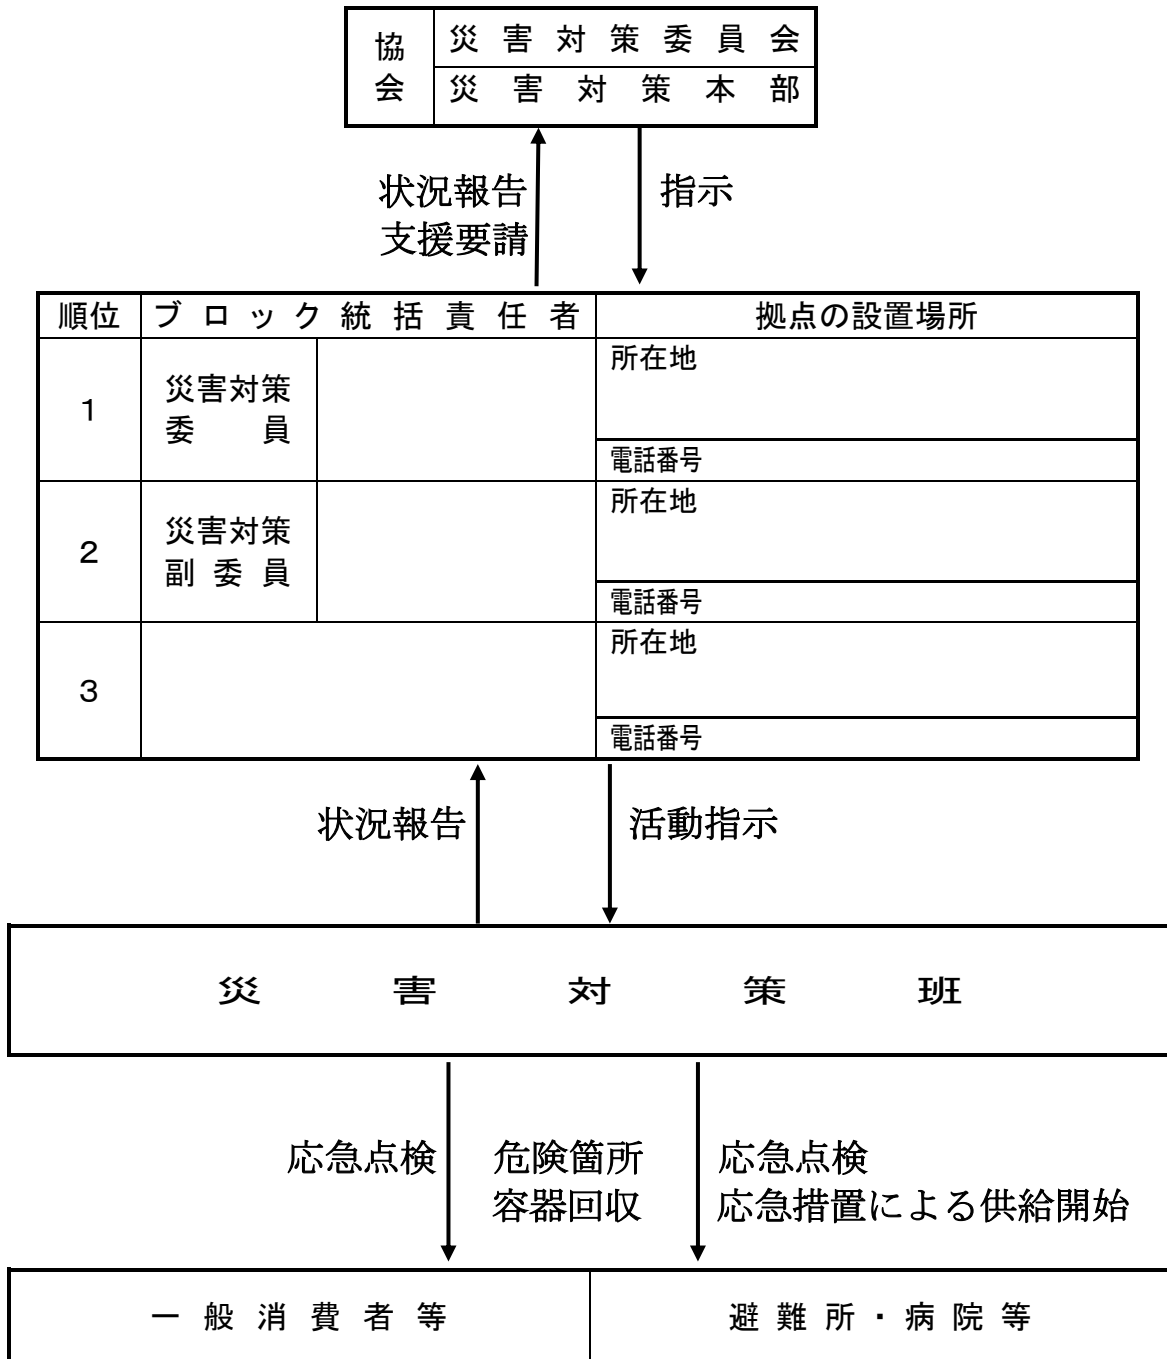 協会
災害対策委員会
災害対策本部
状況報告
支援要請
指示
順位 ブロック統括責任者 拠点の設置場所
1
災害対策
委員
所在地
電話番号
2
災害対策
副委員
所在地
電話番号
3
所在地
電話番号
状況報告
活動指示
災害対策班
応急点検
危険箇所
容器回収
応急点検
応急措置による供給開始
一般消費者等
避難所・病院等